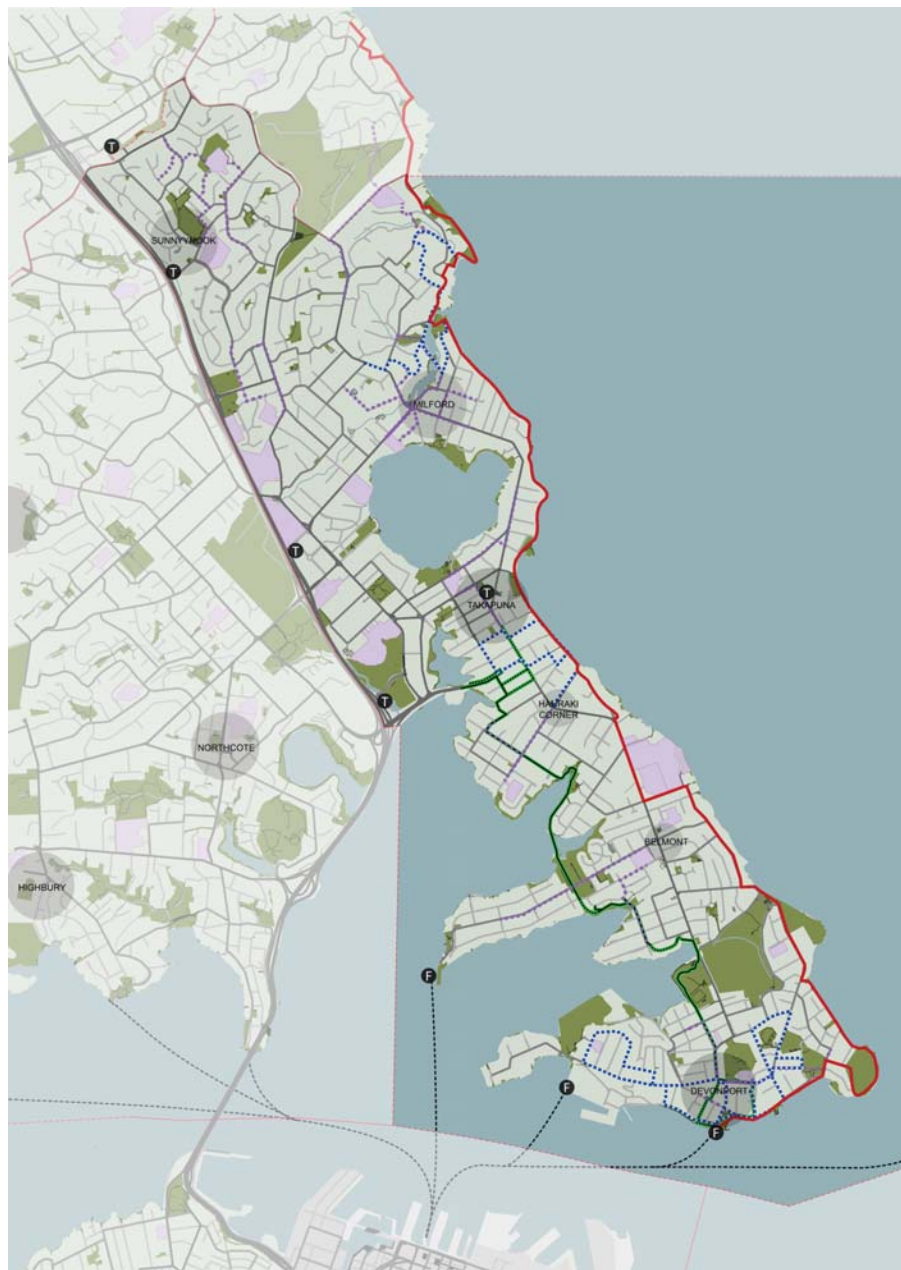 T
SUNNYNOOK
T
MILFORD
T
T
TAKAPUNA
T
HAURAKI
CORNER
NORTHCOTE
BELMONT
HIGHBURY
F
F
DEVONPORT
F